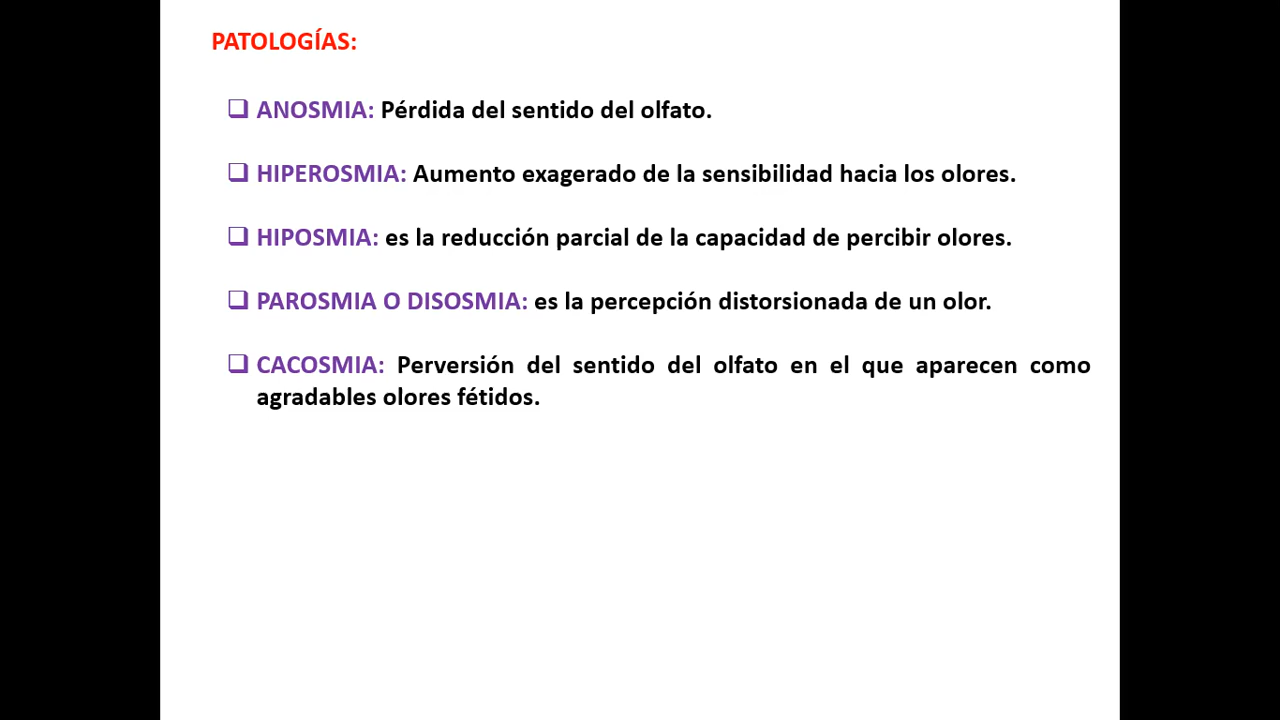 PATOLOGÍAS:
❑ ANOSMIA: Pérdida del sentido del olfato.
❑ HIPEROSMIA: Aumento exagerado de la sensibilidad hacia los olores.
❑ HIPOSMIA: es la reducción parcial de la capacidad de percibir olores.
❑ PAROSMIA O DISOSMIA: es la percepción distorsionada de un olor.
❑ CACOSMIA: Perversión del sentido del olfato en el que aparecen como
agradables olores fétidos.